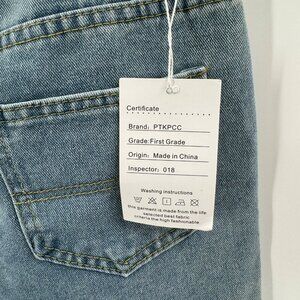 Certificate
Brand: PTKPCC
Grade:First Grade
Origin: Made in China
Inspector: 018
Washing instructions
this garment is made from the life
selected best fabric
criteria the high fashionable.